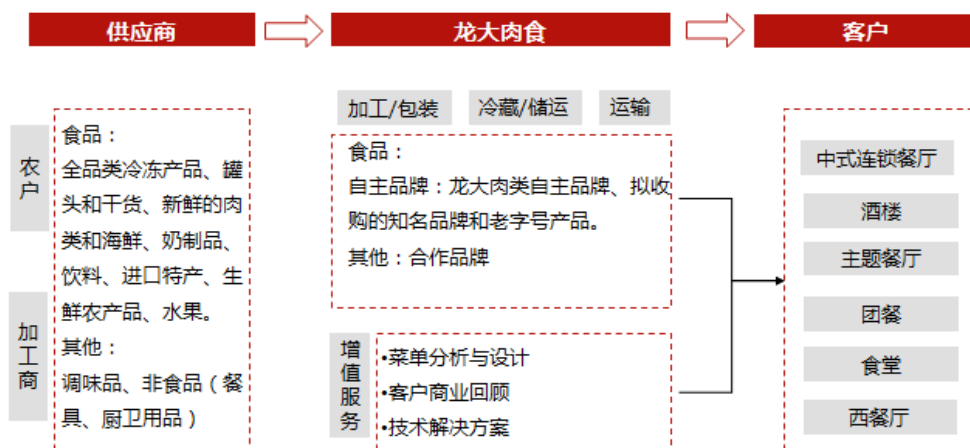 供应商
龙大肉食
客户
农户
加工商
食品：
全品类冷冻产品、罐
头和干货、新鲜的肉
类和海鲜、奶制品、
饮料、进口特产、生
鲜农产品、水果。
其他：
调味品、非食品（餐
具、厨卫用品）
加工/包装
冷藏/储运
运输
食品：
自主品牌：龙大肉类自主品牌、拟收
购的知名品牌和老字号产品。
其他：合作品牌
增值服务
•菜单分析与设计
•客户商业回顾
•技术解决方案
中式连锁餐厅
酒楼
主题餐厅
团餐
食堂
西餐厅